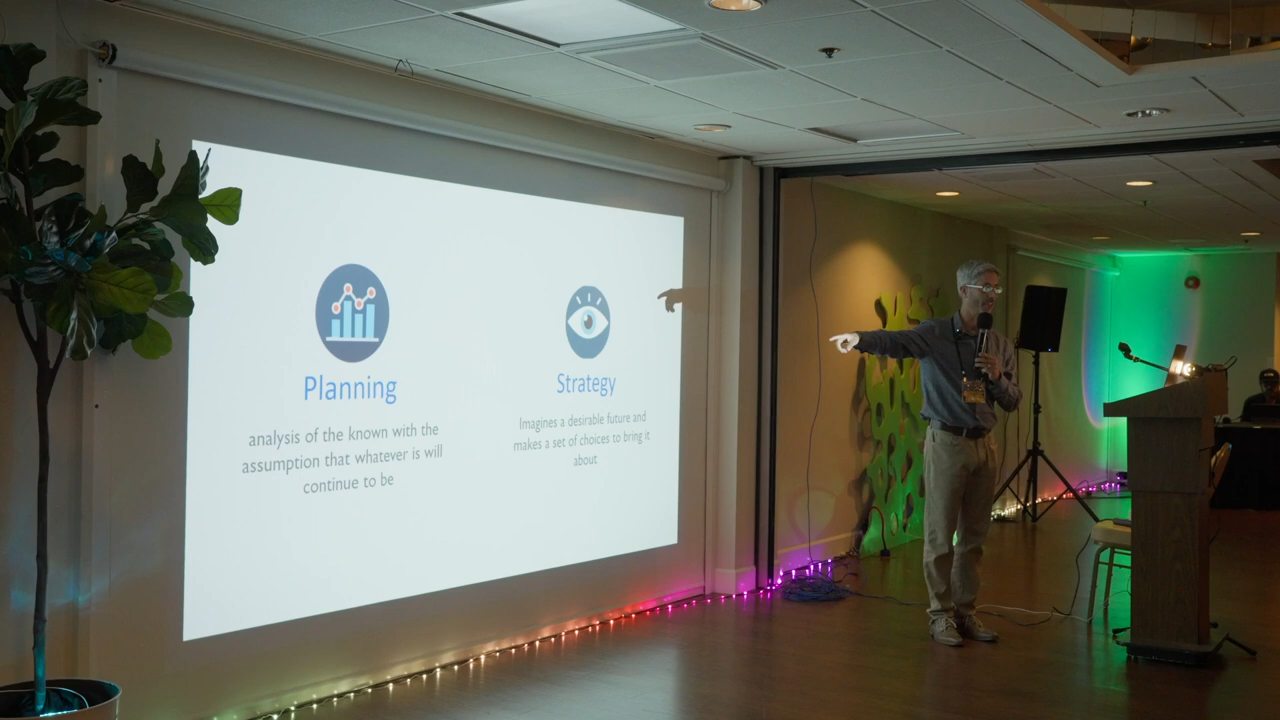 Planning
analysis of the known with the
assumption that whatever is will
continue to be
Strategy
Imagines a desirable future and
makes a set of choices to bring it
about